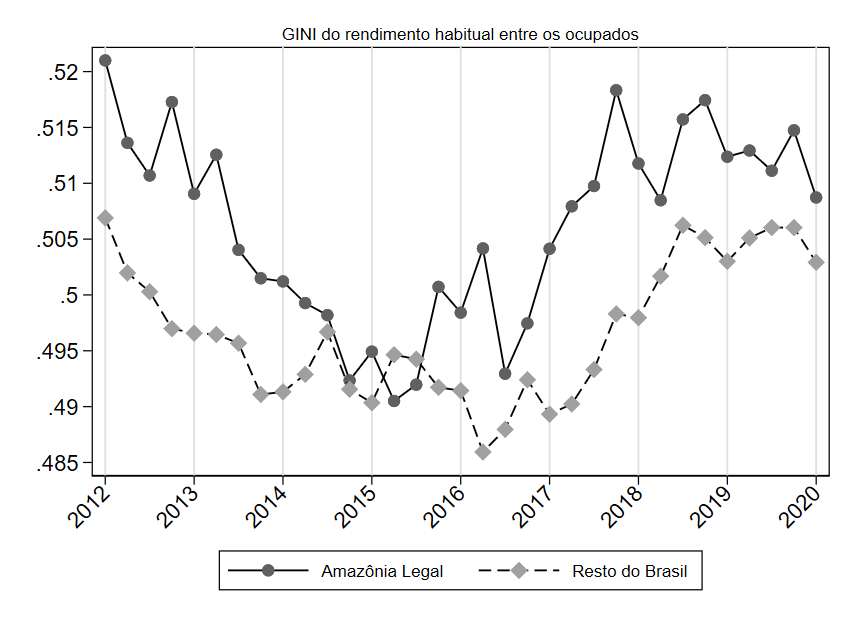 GINI do rendimento habitual entre os ocupados
.52
.515
.51
.505
.5
.495
.49
.485
2012 2013 2014 2015 2016 2017 2018 2019 2020
Amazônia Legal Resto do Brasil